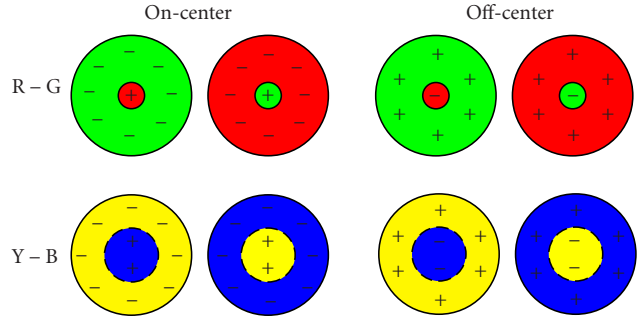 On-center
Off-center
R – G
Y – B